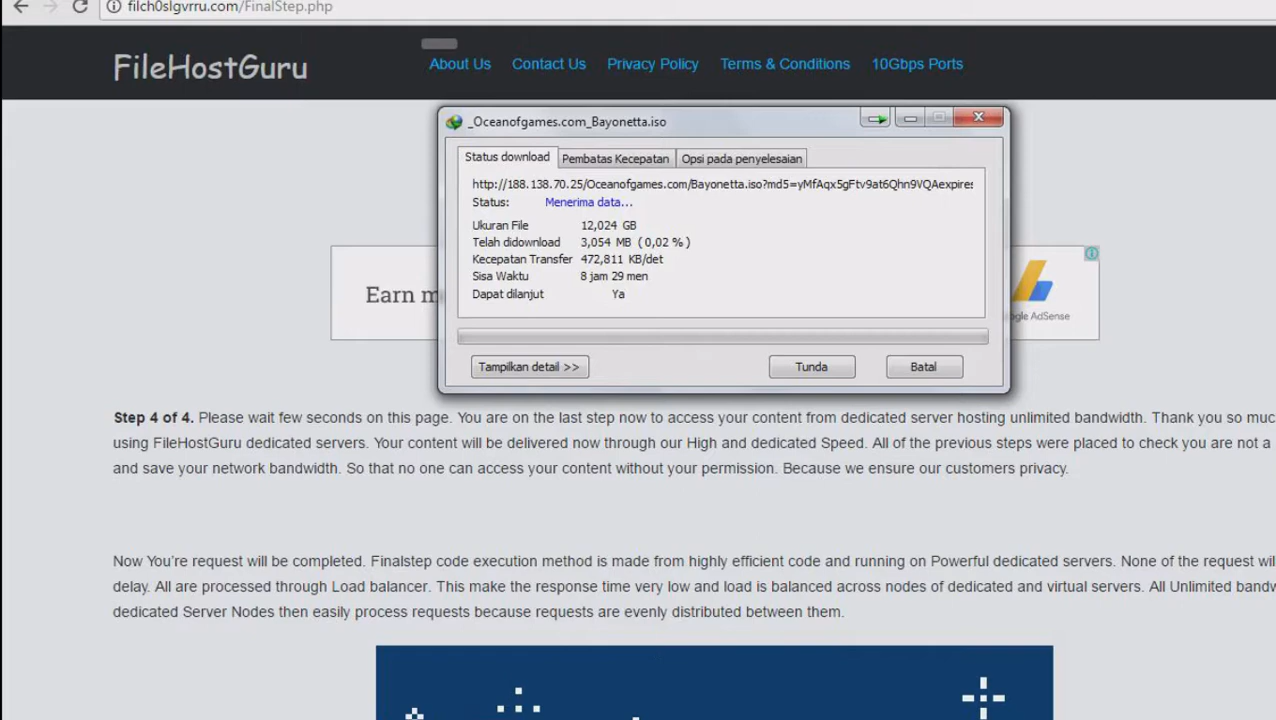 filch0slgvrru.com/FinalStep.php
FileHostGuru
About Us
Contact Us
Privacy Policy
Terms & Conditions
10Gbps Ports
_Oceanofgames.com_Bayonetta.iso
Status download
Pembatas Kecepatan
Opsi pada penyelesaian
http://188.138.70.25/Oceanofgames.com/Bayonetta.iso?md5=yMfAqx5gFtv9at6Qhn9VQAexpires
Status: Menerima data...
Ukuran File 12,024 GB
Telah didownload 3,054 MB ( 0,02 % )
Kecepatan Transfer 472,811 KB/det
Sisa Waktu 8 jam 29 men
Dapat dilanjut Ya
Earn m
gle AdSense
Tampilkan detail >>
Tunda
Batal
Step 4 of 4. Please wait few seconds on this page. You are on the last step now to access your content from dedicated server hosting unlimited bandwidth. Thank you so muc
using FileHostGuru dedicated servers. Your content will be delivered now through our High and dedicated Speed. All of the previous steps were placed to check you are not a
and save your network bandwidth. So that no one can access your content without your permission. Because we ensure our customers privacy.
Now You're request will be completed. Finalstep code execution method is made from highly efficient code and running on Powerful dedicated servers. None of the request wil
delay. All are processed through Load balancer. This make the response time very low and load is balanced across nodes of dedicated and virtual servers. All Unlimited bandw
dedicated Server Nodes then easily process requests because requests are evenly distributed between them.